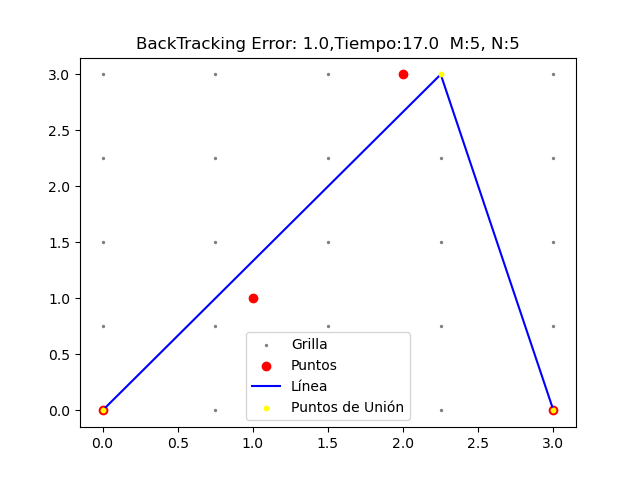 BackTracking Error: 1.0,Tiempo:17.0  M:5, N:5
3.0
2.5
2.0
1.5
1.0
0.5
0.0
Grilla
Puntos
Línea
Puntos de Unión
0.0 0.5 1.0 1.5 2.0 2.5 3.0